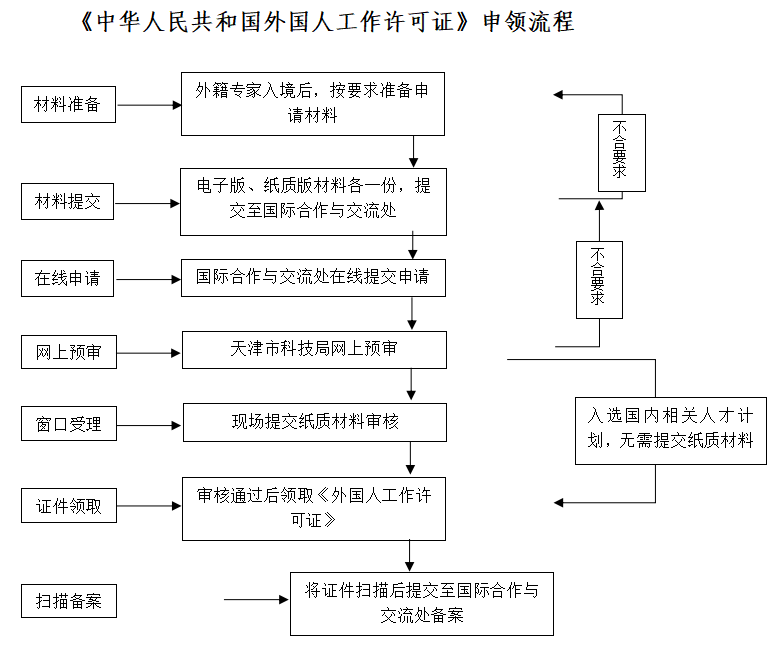 《中华人民共和国外国人工作许可证》申领流程
材料准备
外籍专家入境后，按要求准备申
请材料
不合要求
材料提交
电子版、纸质版材料各一份，提
交至国际合作与交流处
在线申请
国际合作与交流处在线提交申请
不合要求
网上预审
天津市科技局网上预审
窗口受理
现场提交纸质材料审核
入选国内相关人才计
划，无需提交纸质材料
证件领取
审核通过后领取《外国人工作许
可证》
扫描备案
将证件扫描后提交至国际合作与
交流处备案